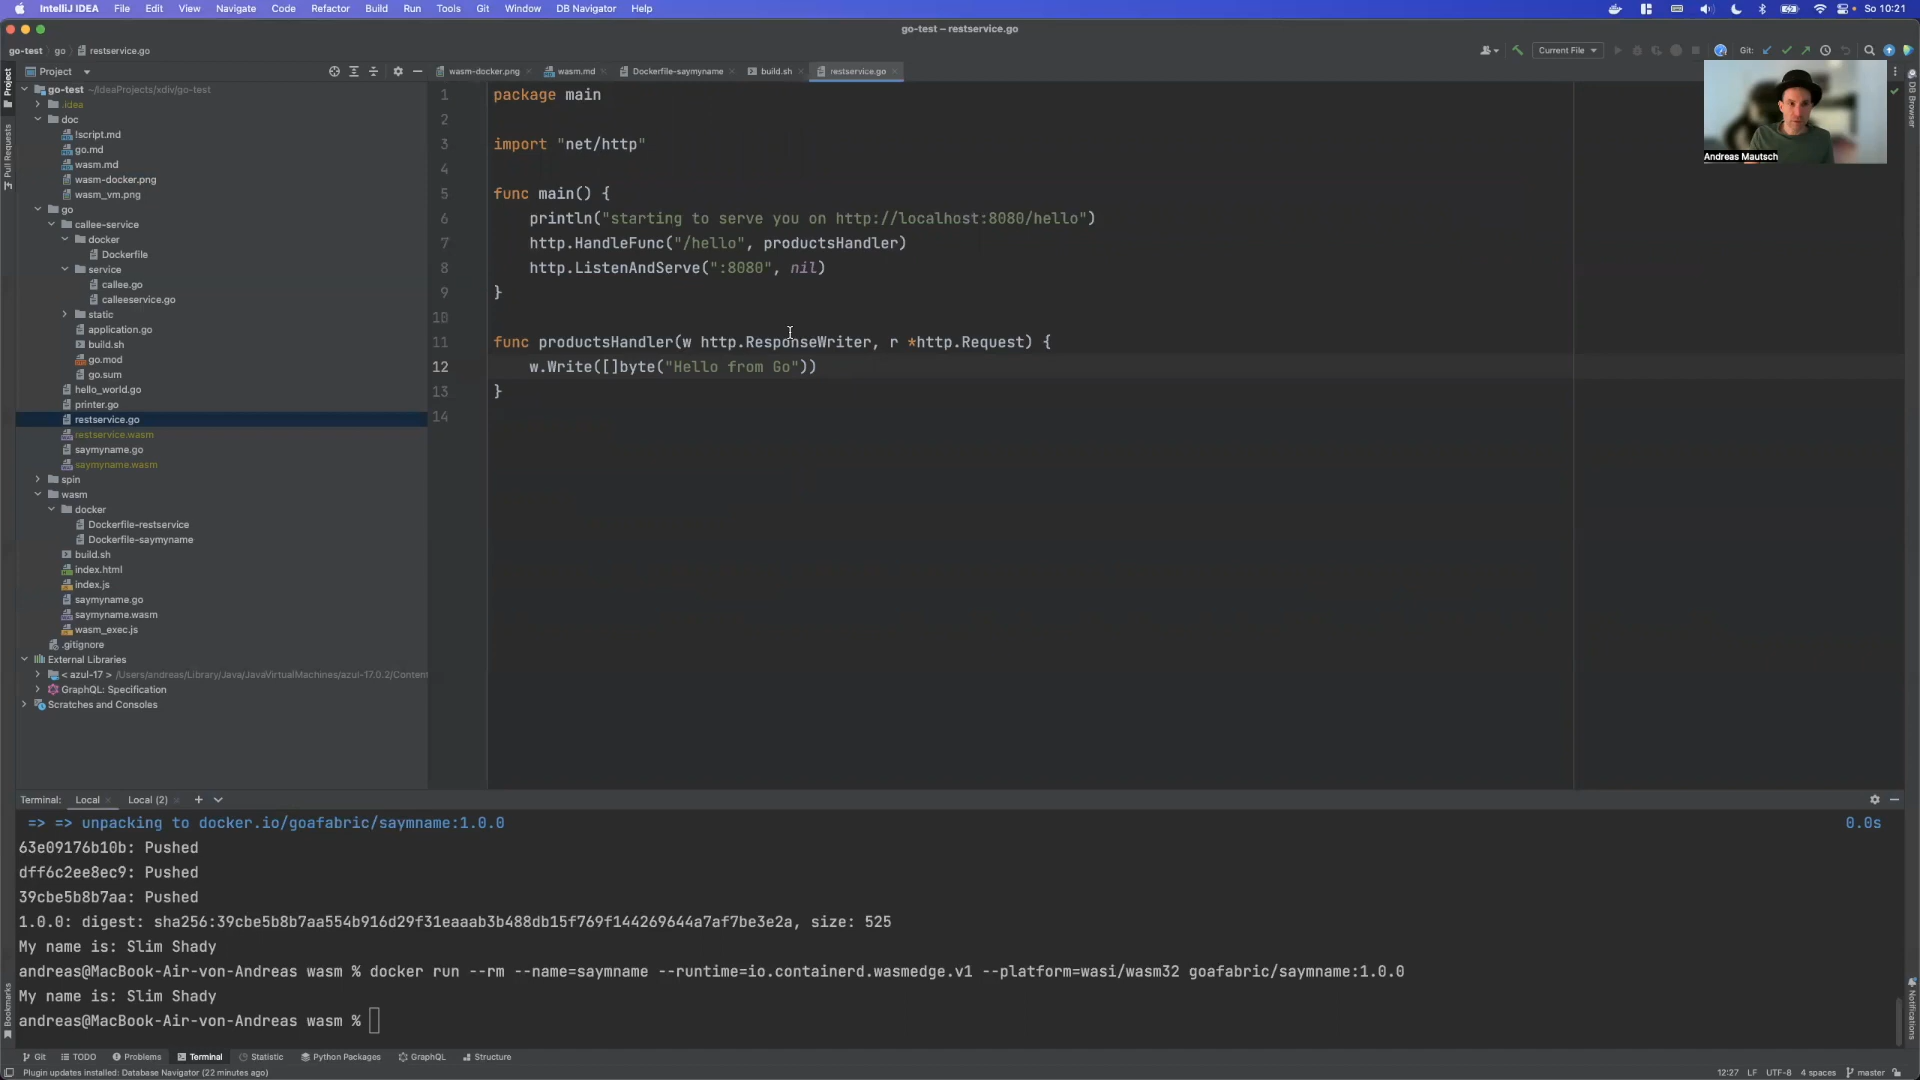 IntelliJ IDEA File Edit View Navigate Code Refactor Build Run Tools Git Window DB Navigator Help So 10:21
go-test – restservice.go
go-test go restservice.go Current File Git:
Project wasm-docker.png wasm.md Dockerfile-saymyname build.sh restservice.go
Project
Pull Requests
DB Browser
go-test ~/IdeaProjects/xdiv/go-test
.idea
doc
!script.md
go.md
wasm.md
wasm-docker.png
wasm_vm.png
go
callee-service
docker
Dockerfile
service
callee.go
calleeservice.go
static
application.go
build.sh
go.mod
go.sum
hello_world.go
printer.go
restservice.go
restservice.wasm
saymyname.go
saymyname.wasm
spin
wasm
docker
Dockerfile-restservice
Dockerfile-saymyname
build.sh
index.html
index.js
saymyname.go
saymyname.wasm
wasm_exec.js
.gitignore
External Libraries
< azul-17 > /Users/andreas/Library/Java/JavaVirtualMachines/azul-17.0.2/Content
GraphQL: Specification
Scratches and Consoles
1 package main
2
3 import "net/http"
4
5 func main() {
6 println("starting to serve you on http://localhost:8080/hello")
7 http.HandleFunc("/hello", productsHandler)
8 http.ListenAndServe(":8080", nil)
9 }
10
11 func productsHandler(w http.ResponseWriter, r *http.Request) {
12 w.Write([]byte("Hello from Go"))
13 }
14
Andreas Mautsch
Terminal: Local Local (2)
=> => unpacking to docker.io/goafabric/saymname:1.0.0 0.0s
63e09176b10b: Pushed
dff6c2ee8ec9: Pushed
39cbe5b8b7aa: Pushed
1.0.0: digest: sha256:39cbe5b8b7aa554b916d29f31eaaab3b488db15f769f144269644a7af7be3e2a, size: 525
My name is: Slim Shady
andreas@MacBook-Air-von-Andreas wasm % docker run --rm --name=saymname --runtime=io.containerd.wasmedge.v1 --platform=wasi/wasm32 goafabric/saymname:1.0.0
My name is: Slim Shady
andreas@MacBook-Air-von-Andreas wasm %
Bookmarks
Notifications
Git TODO Problems Terminal Statistic Python Packages GraphQL Structure
Plugin updates installed: Database Navigator (22 minutes ago) 12:27 LF UTF-8 4 spaces master